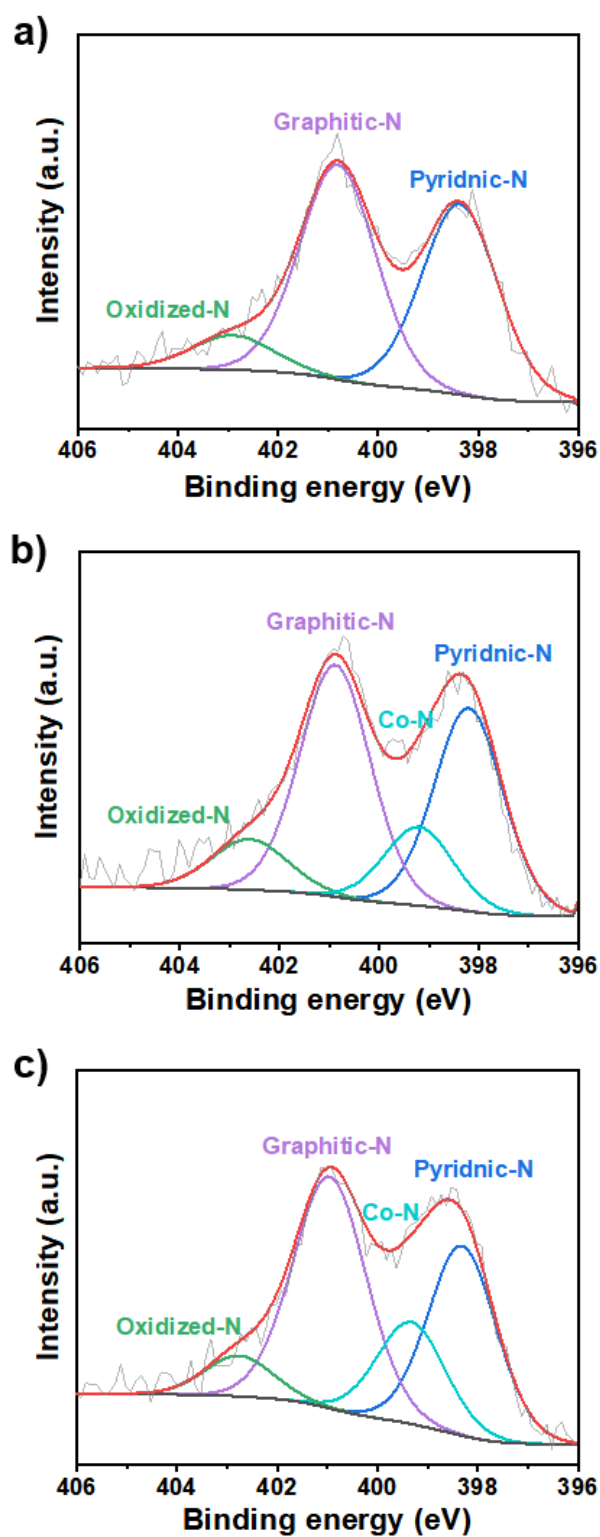 a)
Graphitic-N
Pyridnic-N
Oxidized-N
Intensity (a.u.)
406 404 402 400 398 396
Binding energy (eV)
b)
Graphitic-N
Pyridnic-N
Co-N
Oxidized-N
Intensity (a.u.)
406 404 402 400 398 396
Binding energy (eV)
c)
Graphitic-N
Pyridnic-N
Co-N
Oxidized-N
Intensity (a.u.)
406 404 402 400 398 396
Binding energy (eV)